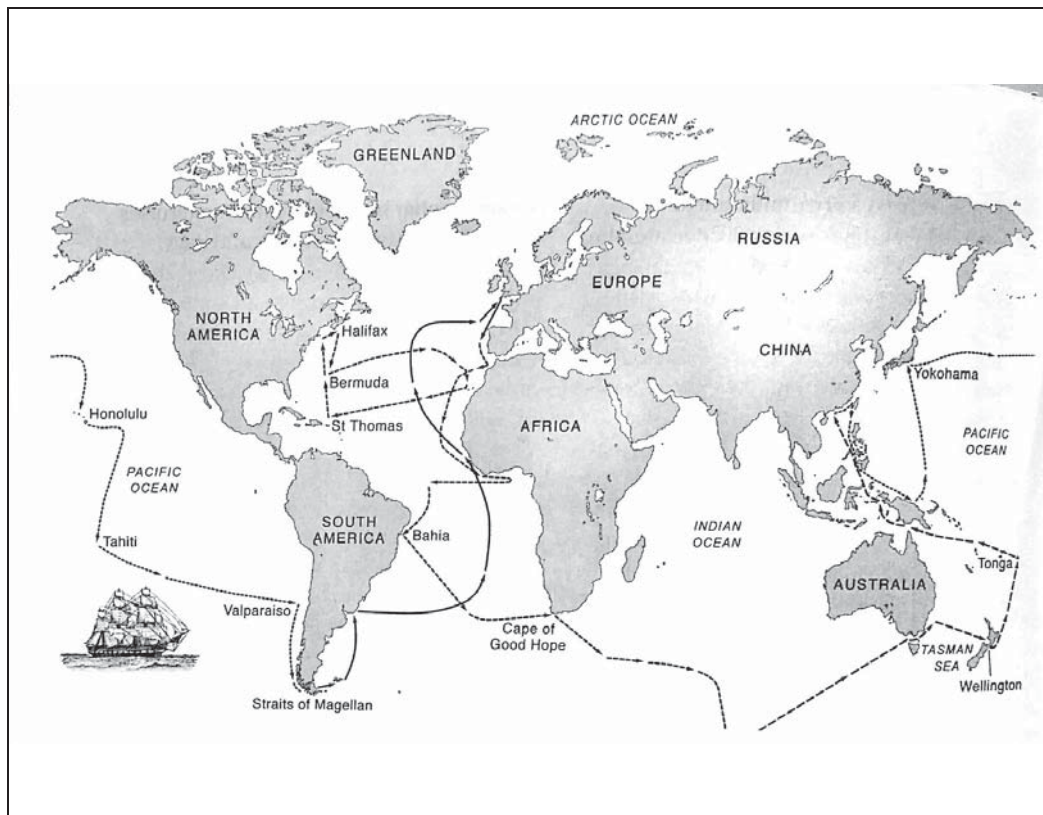 ARCTIC OCEAN
GREENLAND
RUSSIA
EUROPE
NORTH
AMERICA
Halifax
CHINA
Bermuda
Yokohama
Honolulu
St Thomas
AFRICA
PACIFIC
OCEAN
PACIFIC
OCEAN
SOUTH
AMERICA
Bahia
INDIAN
OCEAN
Tahiti
Tonga
AUSTRALIA
Valparaiso
Cape of
Good Hope
TASMAN
SEA
Wellington
Straits of Magellan